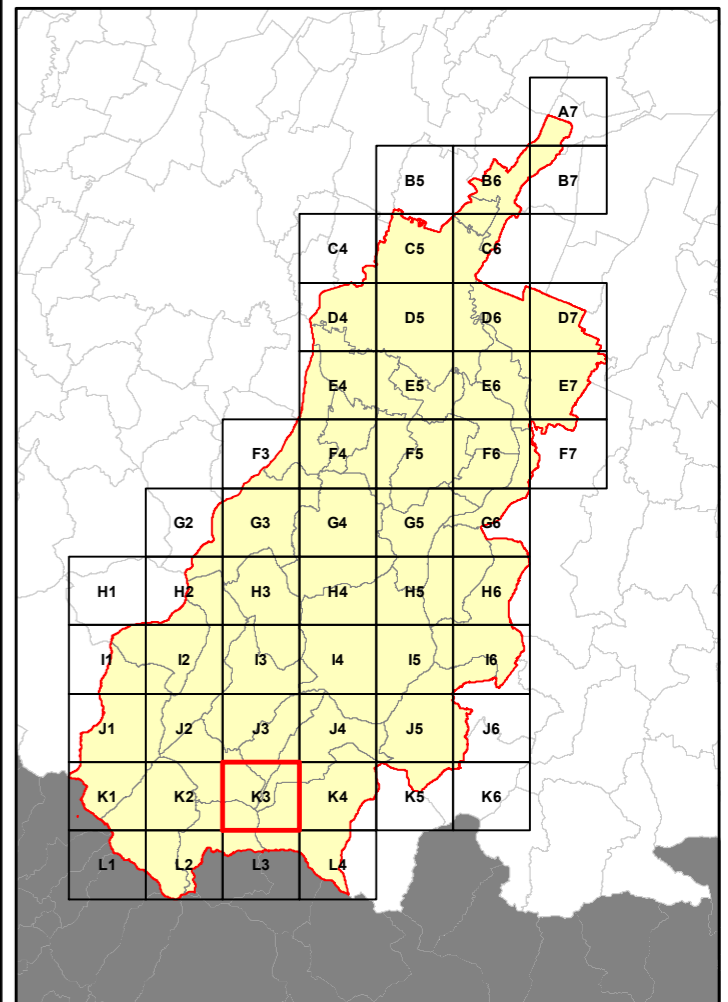 A7
B5 B6 B7
C4 C5 C6
D4 D5 D6 D7
E4 E5 E6 E7
F3 F4 F5 F6 F7
G2 G3 G4 G5 G6
H1 H2 H3 H4 H5 H6
I1 I2 I3 I4 I5 I6
J1 J2 J3 J4 J5 J6
K1 K2 K3 K4 K5 K6
L1 L2 L3 L4